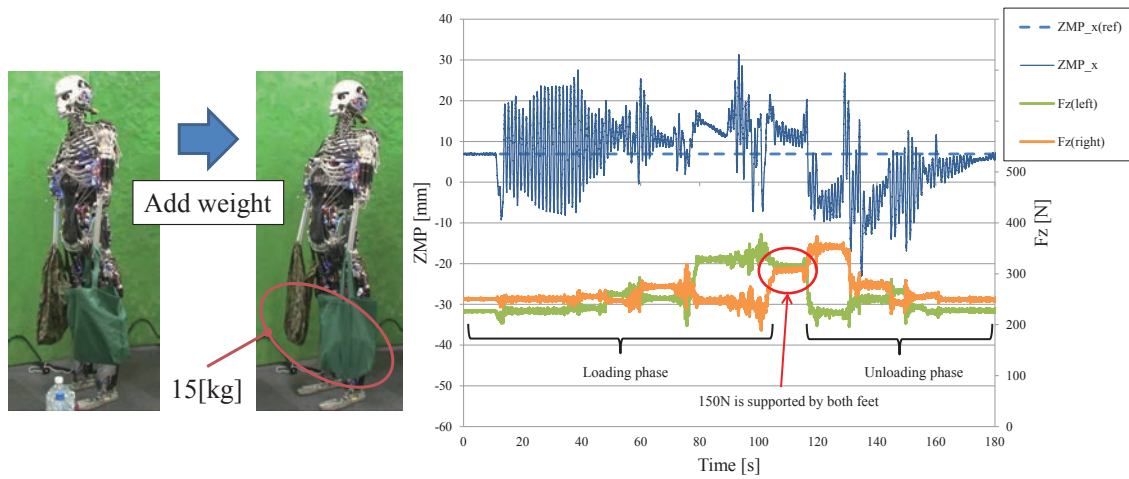 Add weight
15[kg]
ZMP [mm]
40
30
20
10
0
-10
-20
-30
-40
-50
-60
0
20
40
60
80
100
120
140
160
180
Time [s]
500
400
300
200
100
0
Fz [N]
ZMP_x(ref)
ZMP_x
Fz(left)
Fz(right)
Loading phase
Unloading phase
150N is supported by both feet